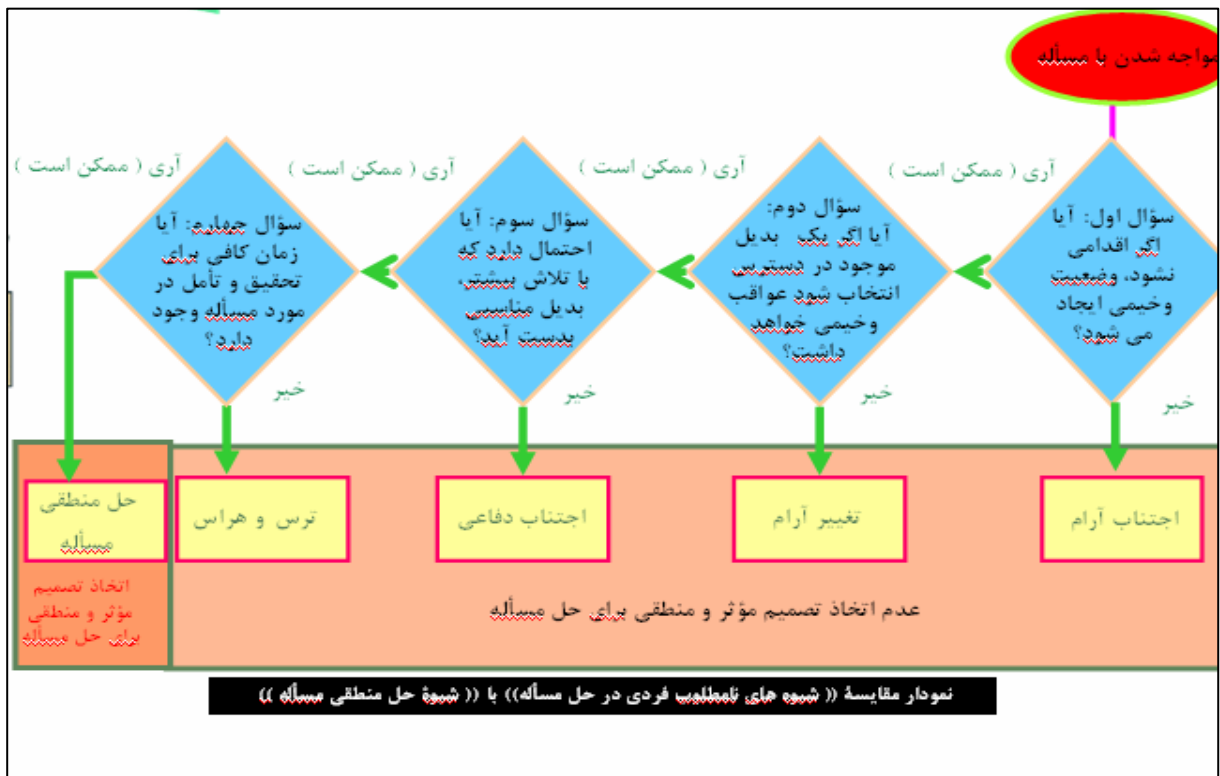 مواجه شدن با مسأله
آری ( ممکن است )
آری ( ممکن است )
آری ( ممکن است )
آری ( ممکن است )
سؤال اول: آیا
اگر اقدامی
نشود، وضعیت
وخیمی ایجاد
می شود؟
سؤال دوم:
آیا اگر یکی بدیل
موجود در دسترس
انتخاب شود عواقب
وخیمی خواهد
داشت؟
سؤال سوم: آیا
احتمال دارد که
با تلاش بیشتر،
بدیل مناسبی
بدست آید؟
سؤال چهارم: آیا
زمان کافی برای
تحقیق و تأمل در
مورد مسأله وجود
دارد؟
خیر
خیر
خیر
خیر
اجتناب آرام
تغییر آرام
اجتناب دفاعی
ترس و هراس
حل منطقی
مسأله
عدم اتخاذ تصمیم مؤثر و منطقی برای حل مسأله
اتخاذ تصمیم
مؤثر و منطقی
برای حل مسأله
نمودار مقایسۀ (( شیوه های نامطلوب فردی در حل مسأله)) با (( شیوۀ حل منطقی مسأله ))